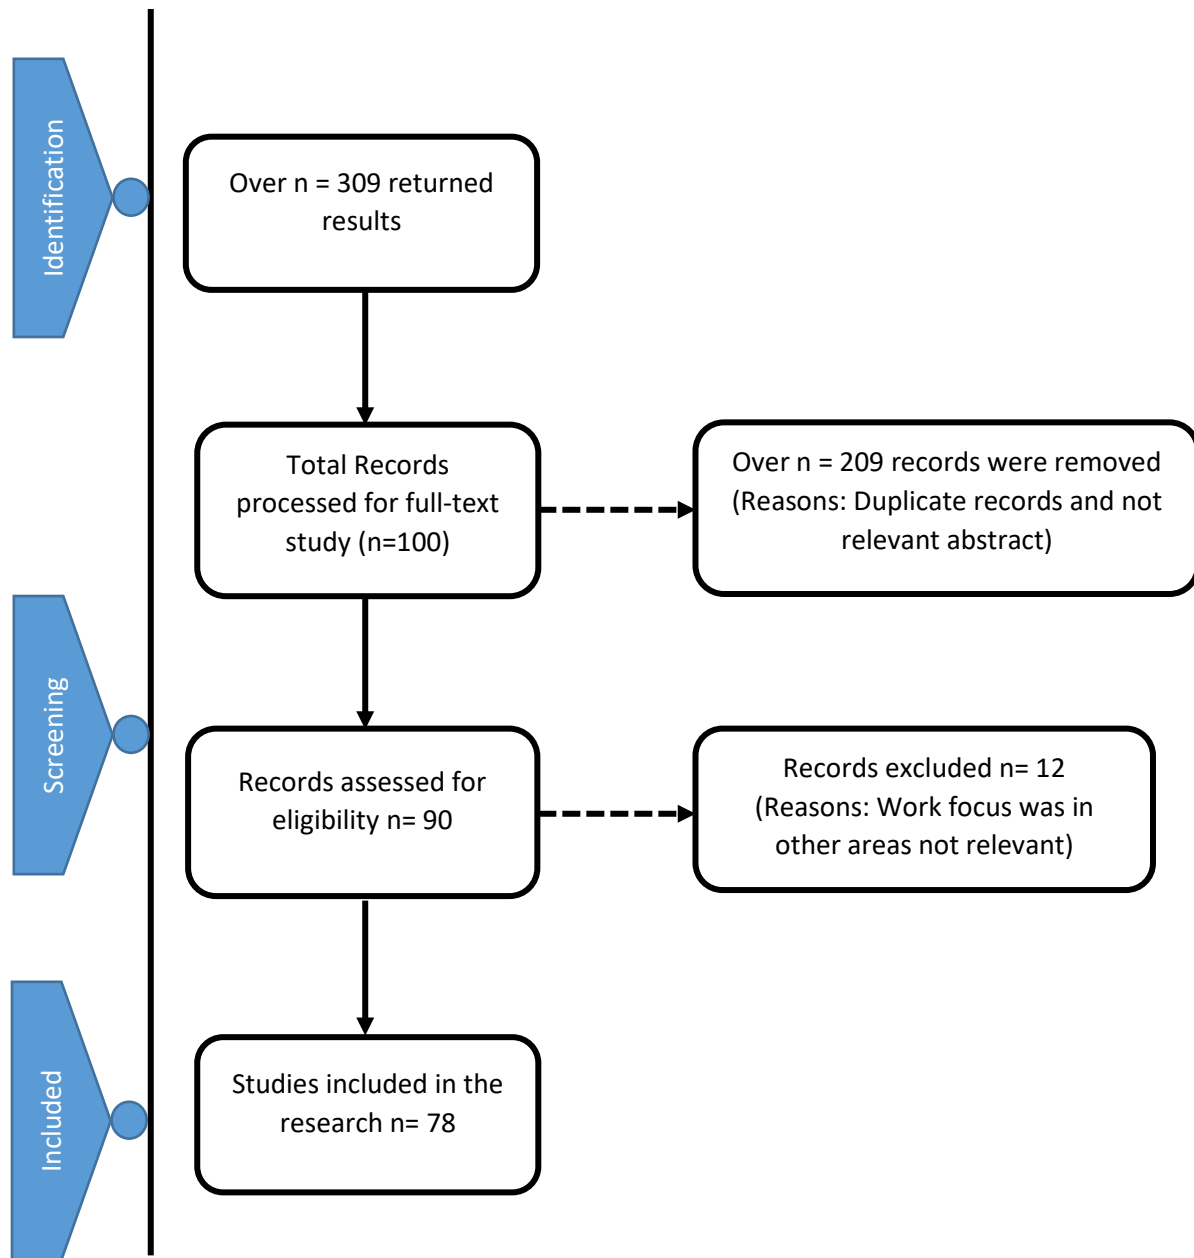 Identification
Over n = 309 returned
results
Total Records
processed for full-text
study (n=100)
Over n = 209 records were removed
(Reasons: Duplicate records and not
relevant abstract)
Screening
Records assessed for
eligibility n= 90
Records excluded n= 12
(Reasons: Work focus was in
other areas not relevant)
Included
Studies included in the
research n= 78